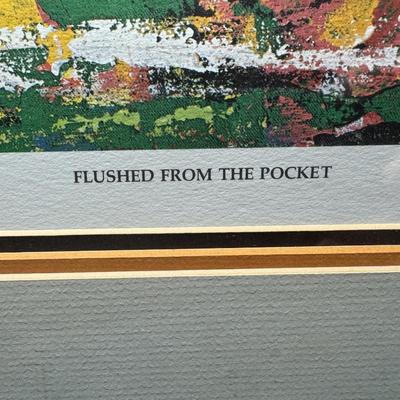 FLUSHED FROM THE POCKET